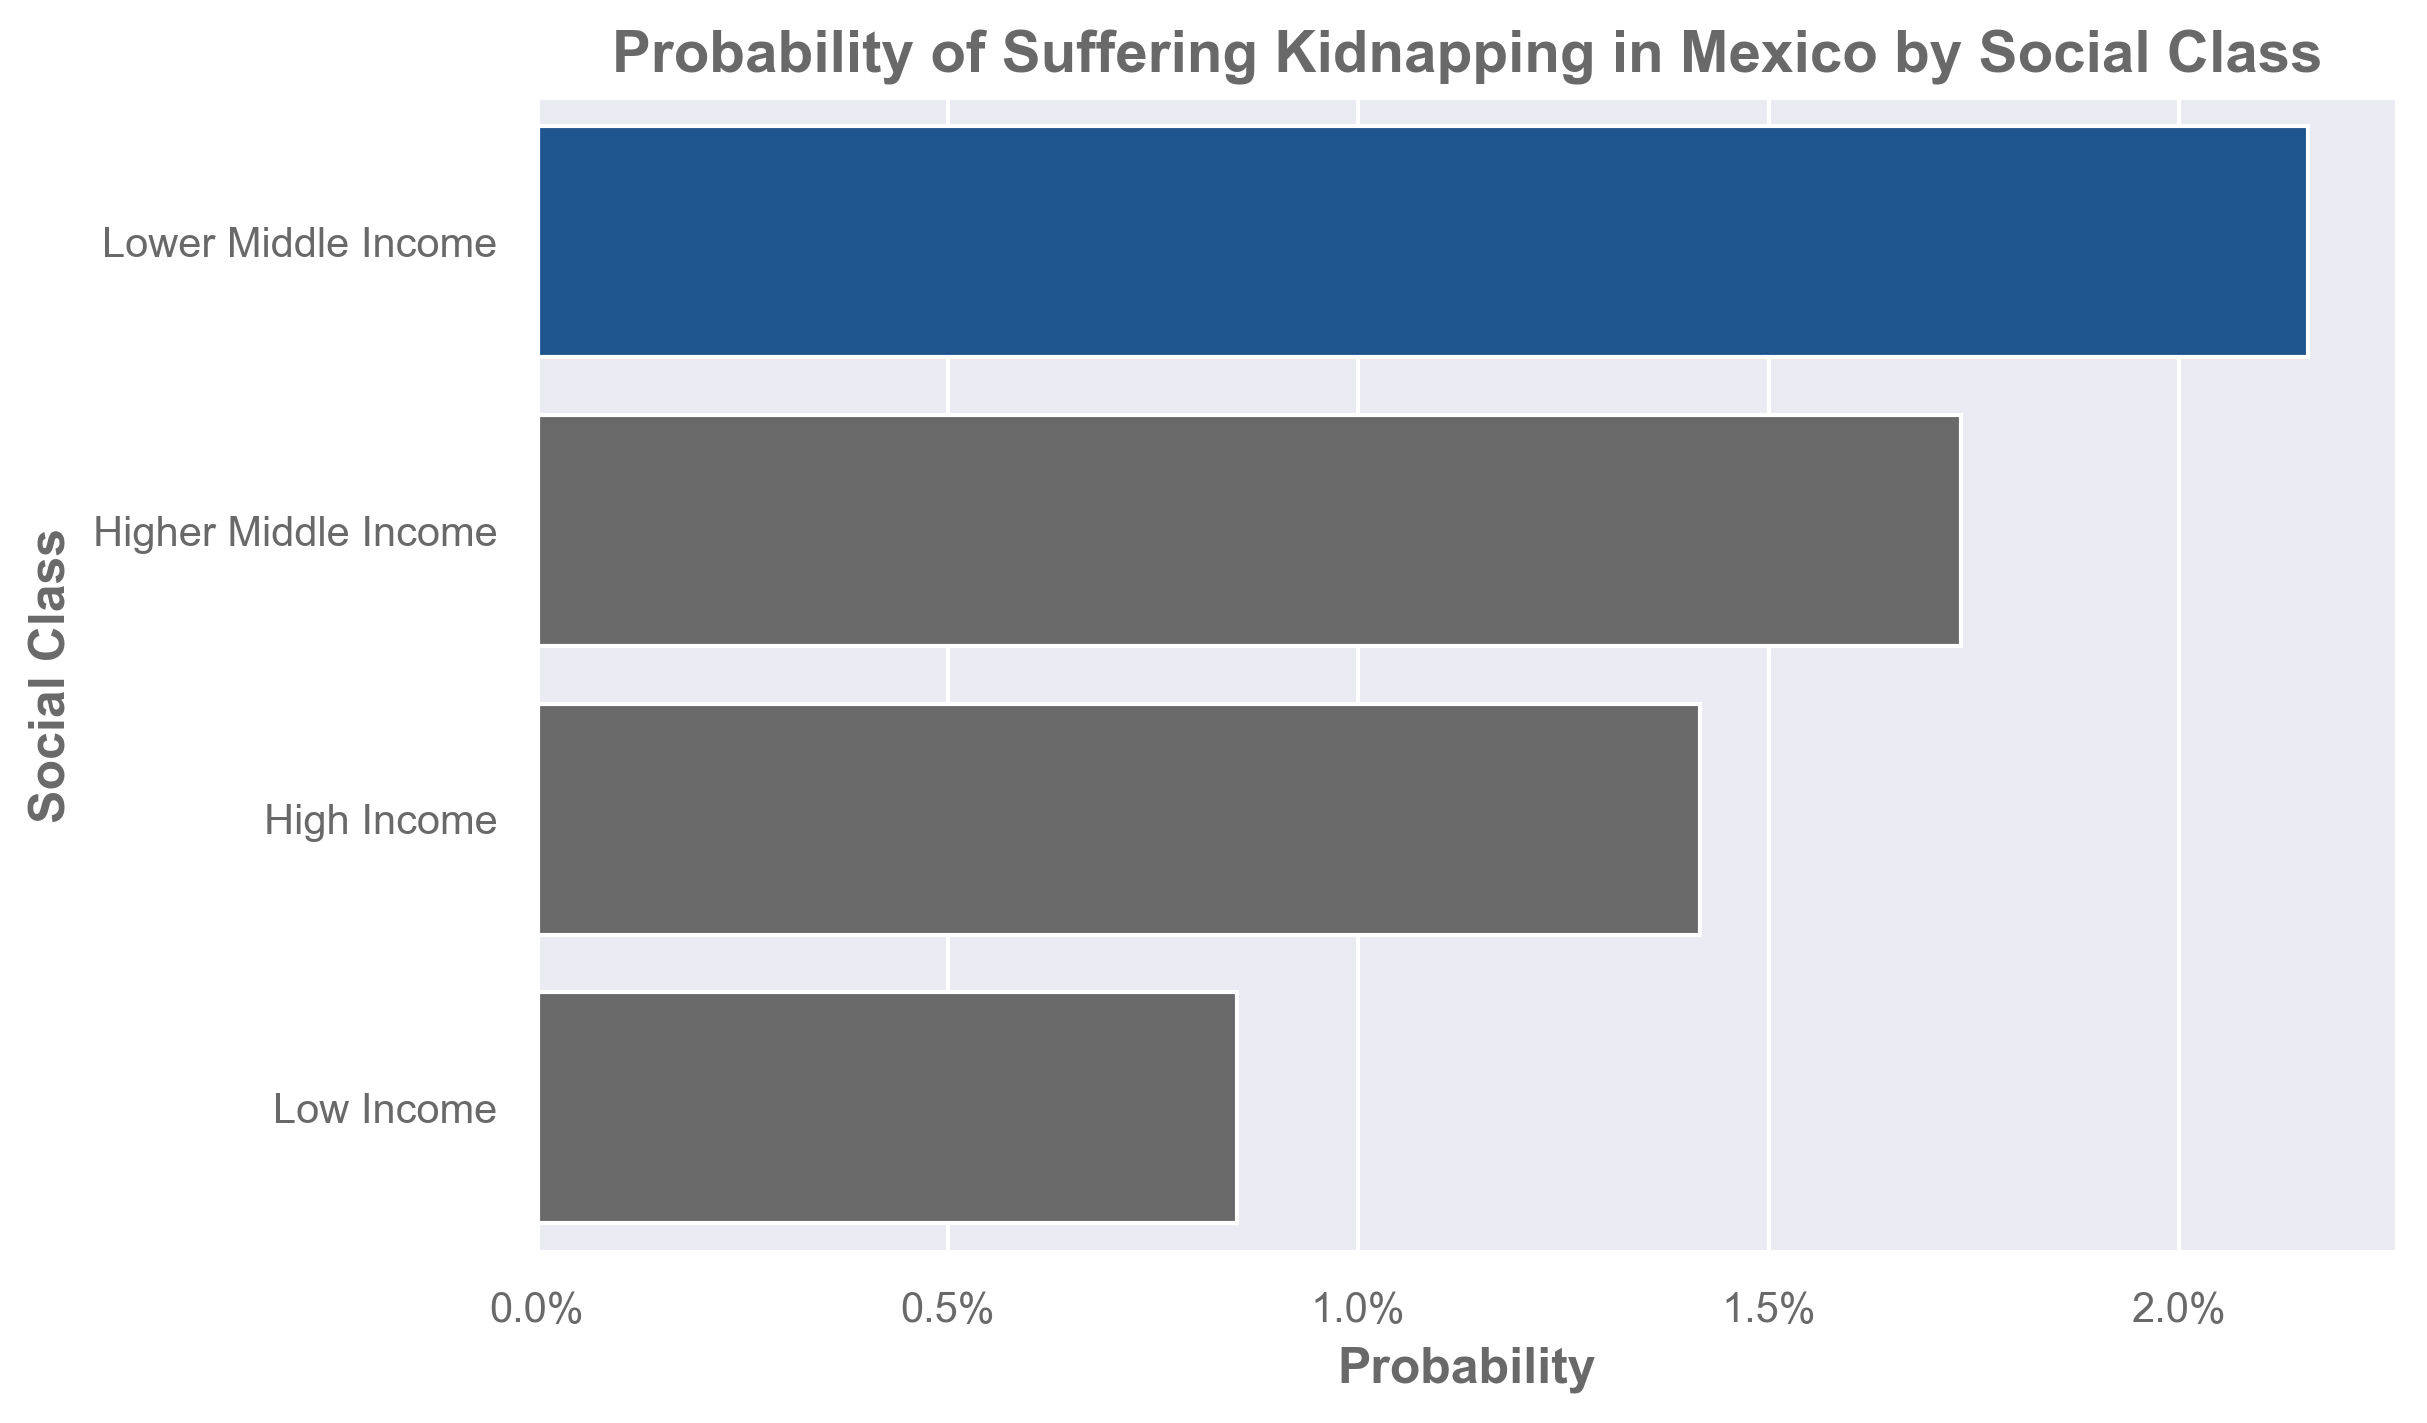 Probability of Suffering Kidnapping in Mexico by Social Class
Social Class
Lower Middle Income
Higher Middle Income
High Income
Low Income
0.0%
0.5%
1.0%
1.5%
2.0%
Probability